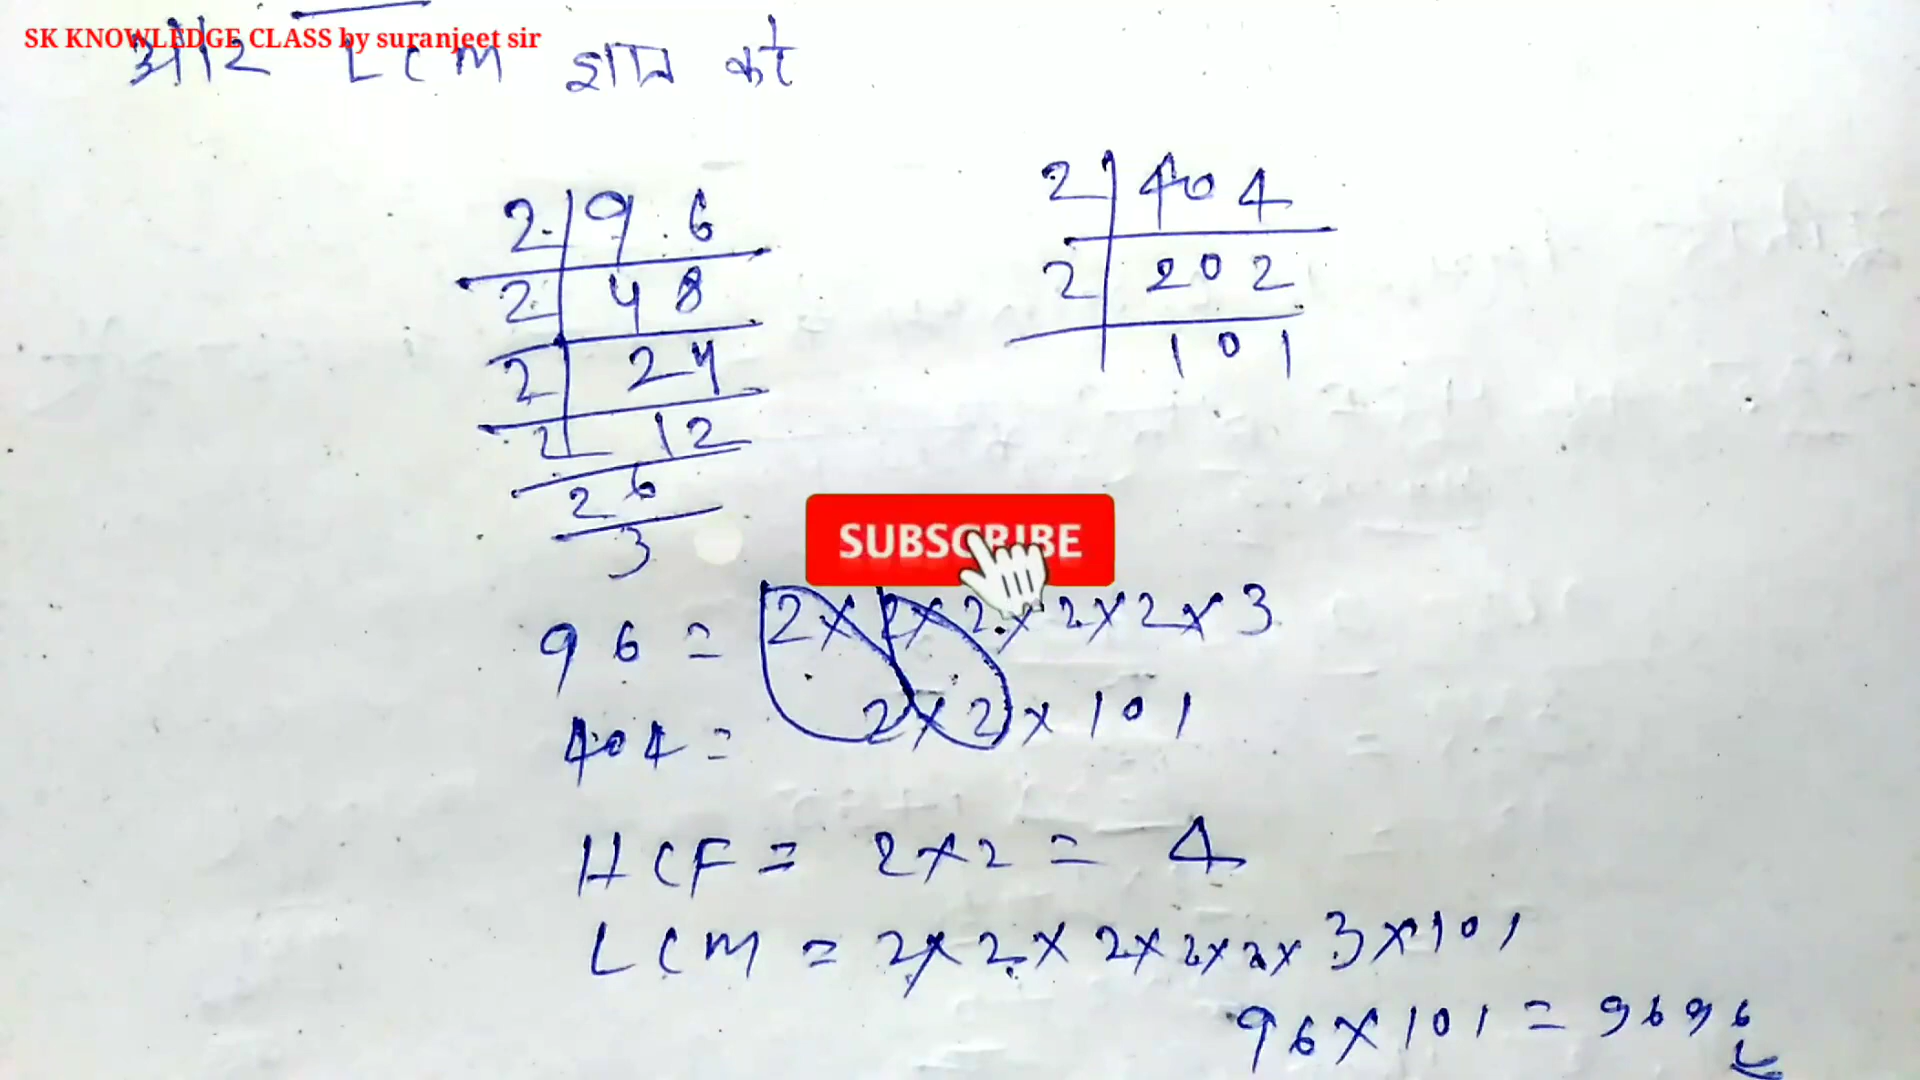 SK KNOWLEDGE CLASS by suranjeet sir
और LCM ज्ञात करें
2 | 96
2 | 48
2 | 24
2 | 12
2 6
3
2 | 404
2 | 202
101
SUBSCRIBE
96 = 2×2×2×2×2×3
404 = 2×2×101
HCF = 2×2 = 4
LCM = 2×2×2×2×2×3×101
96×101 = 9696